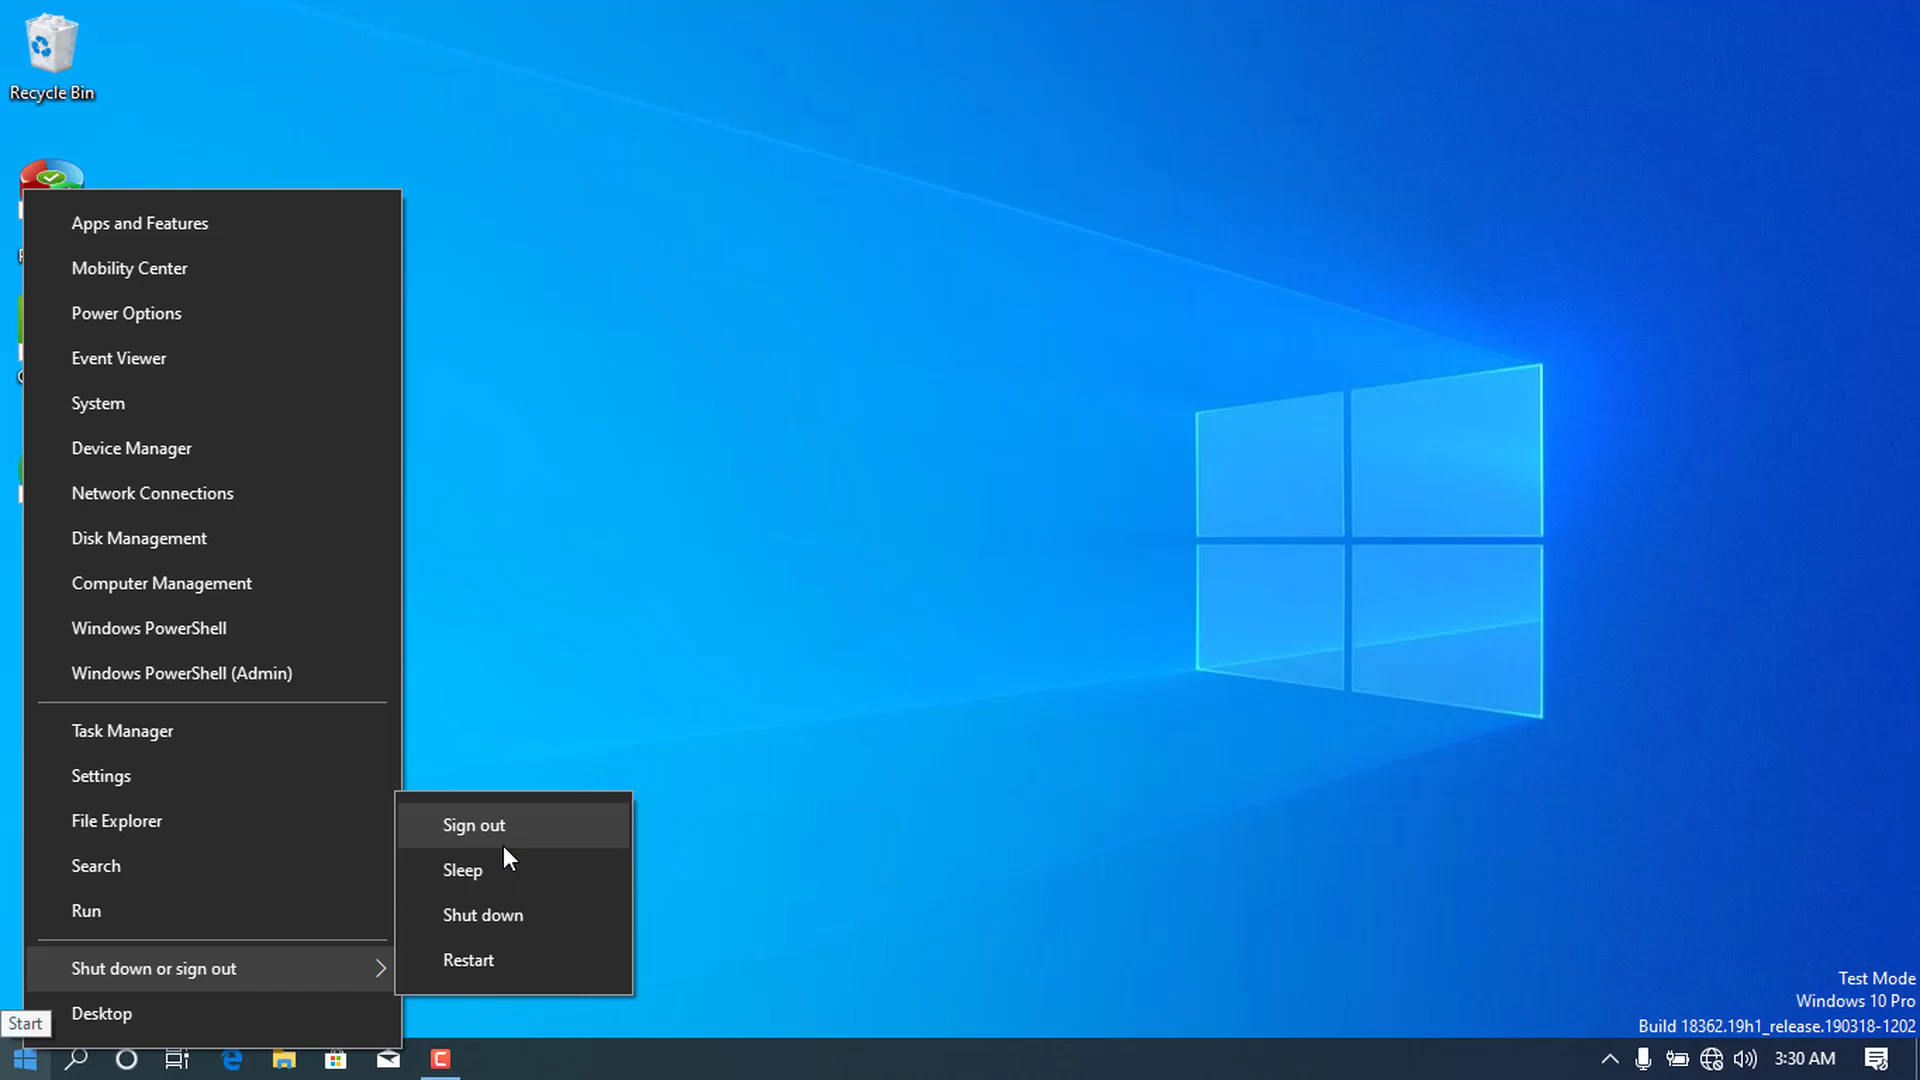 Recycle Bin
Apps and Features
Mobility Center
Power Options
Event Viewer
System
Device Manager
Network Connections
Disk Management
Computer Management
Windows PowerShell
Windows PowerShell (Admin)
Task Manager
Settings
File Explorer
Search
Run
Shut down or sign out
Desktop
Sign out
Sleep
Shut down
Restart
Start
Test Mode
Windows 10 Pro
Build 18362.19h1_release.190318-1202
3:30 AM